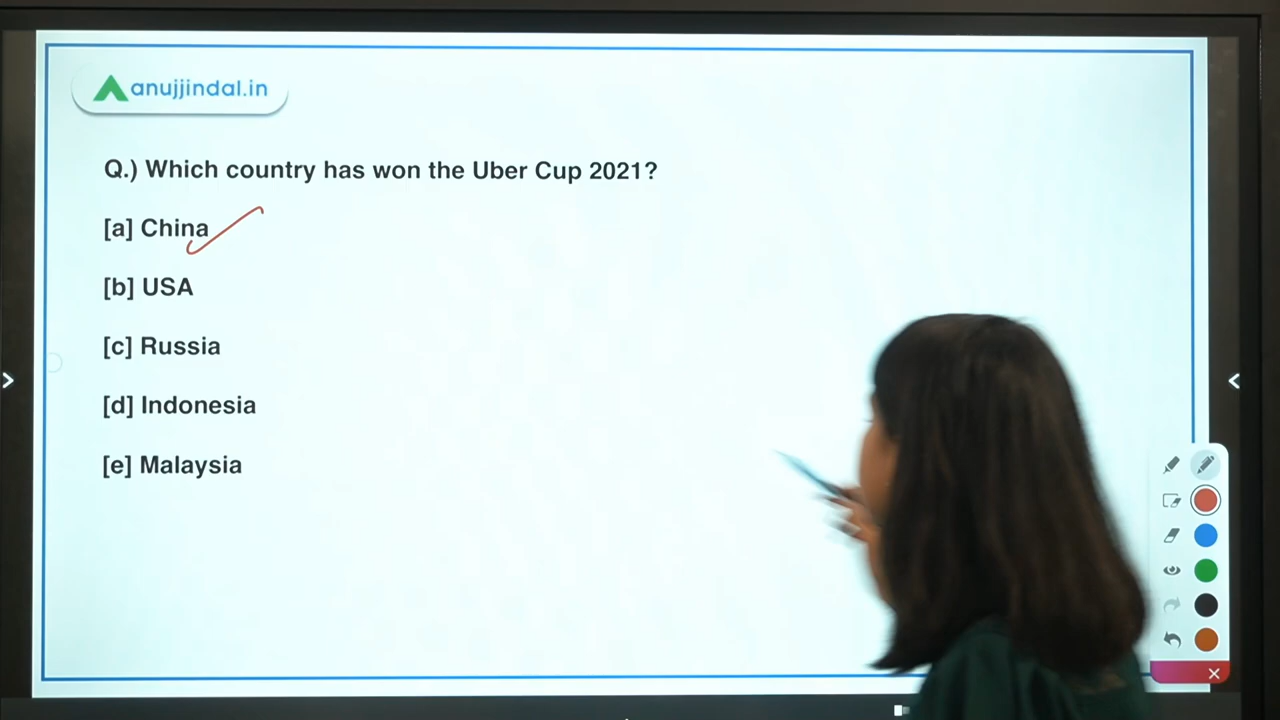 anujjindal.in
Q.) Which country has won the Uber Cup 2021?
[a] China
[b] USA
[c] Russia
[d] Indonesia
[e] Malaysia